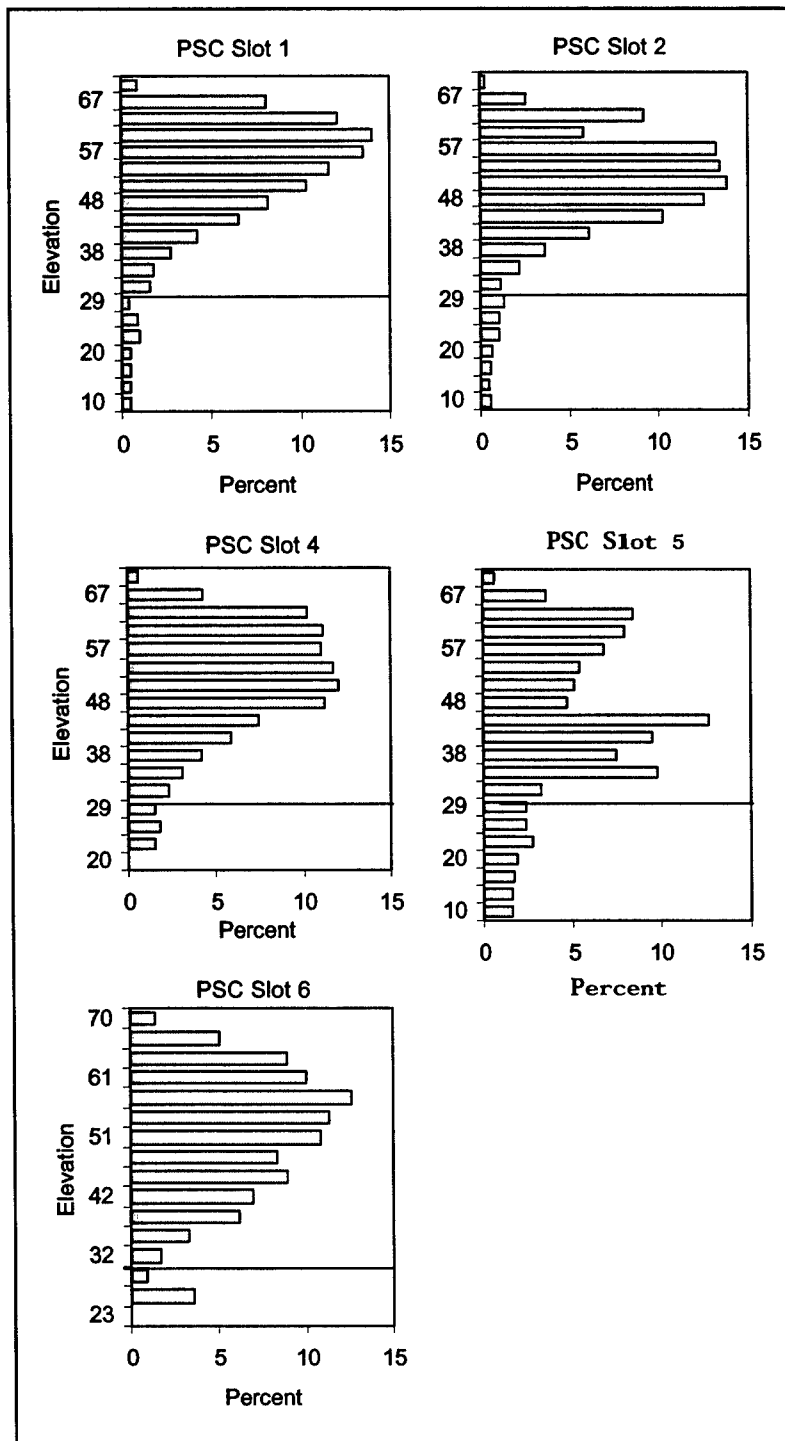 PSC Slot 1
Elevation
67
57
48
38
29
20
10
0 5 10 15
Percent
PSC Slot 2
67
57
48
38
29
20
10
0 5 10 15
Percent
PSC Slot 4
Elevation
67
57
48
38
29
20
0 5 10 15
Percent
PSC Slot 5
67
57
48
38
29
20
10
0 5 10 15
Percent
PSC Slot 6
Elevation
70
61
51
42
32
23
0 5 10 15
Percent